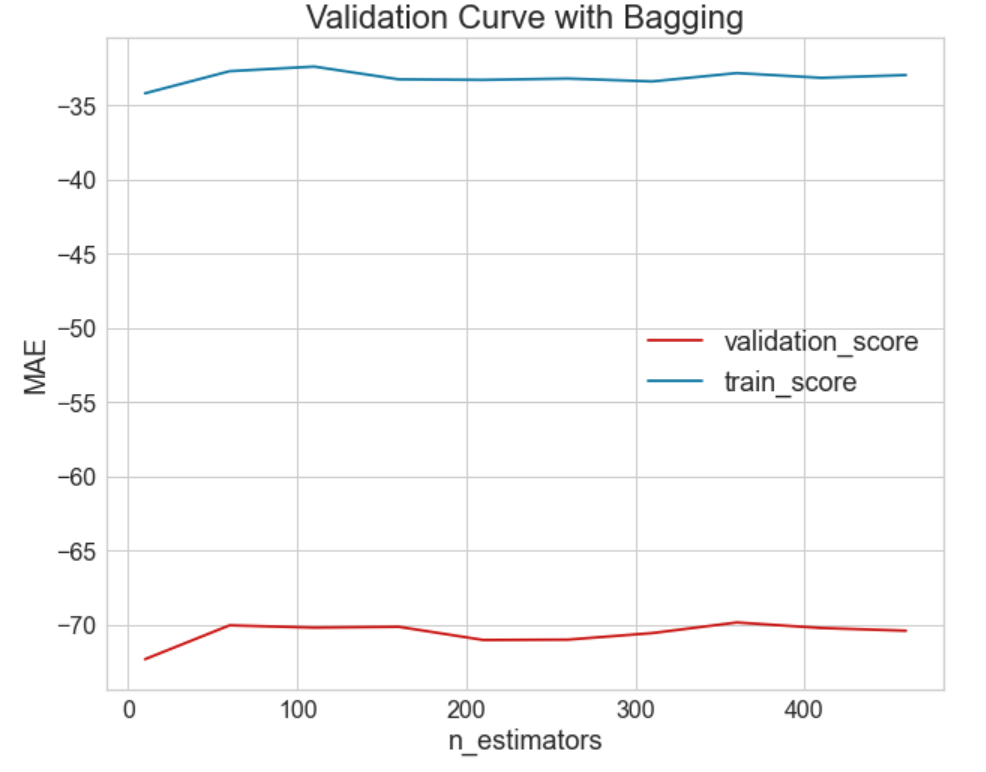 Validation Curve with Bagging
−35
−40
−45
−50
−55
−60
−65
−70
MAE
validation_score
train_score
0 100 200 300 400
n_estimators